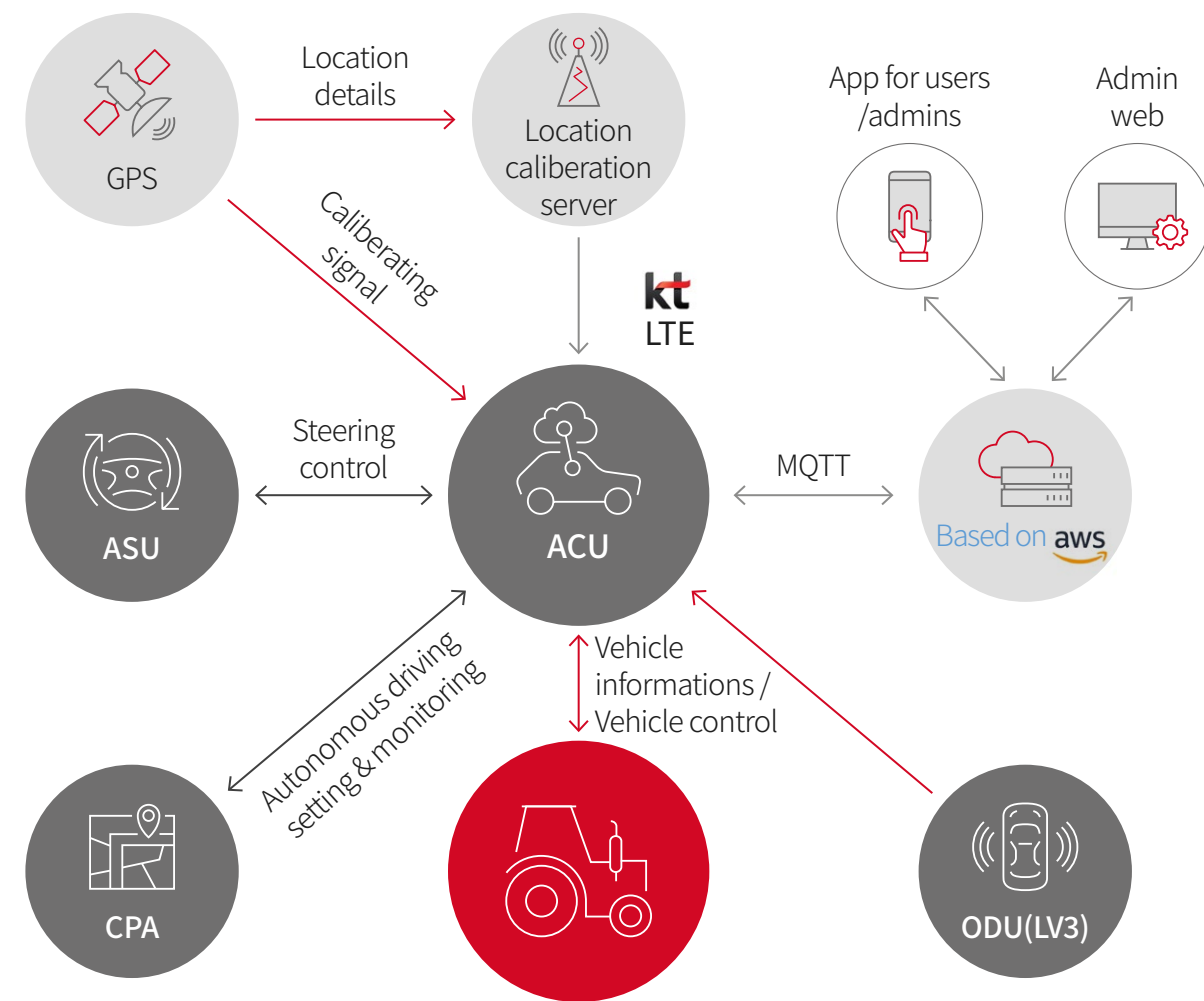 Location
details
GPS
Location
caliberation
server
App for users
/admins
Admin
web
Caliberating
signal
kt
LTE
Steering
control
ASU
ACU
MQTT
Based on aws
Vehicle
informations /
Vehicle control
Autonomous driving
setting & monitoring
CPA
ODU(LV3)